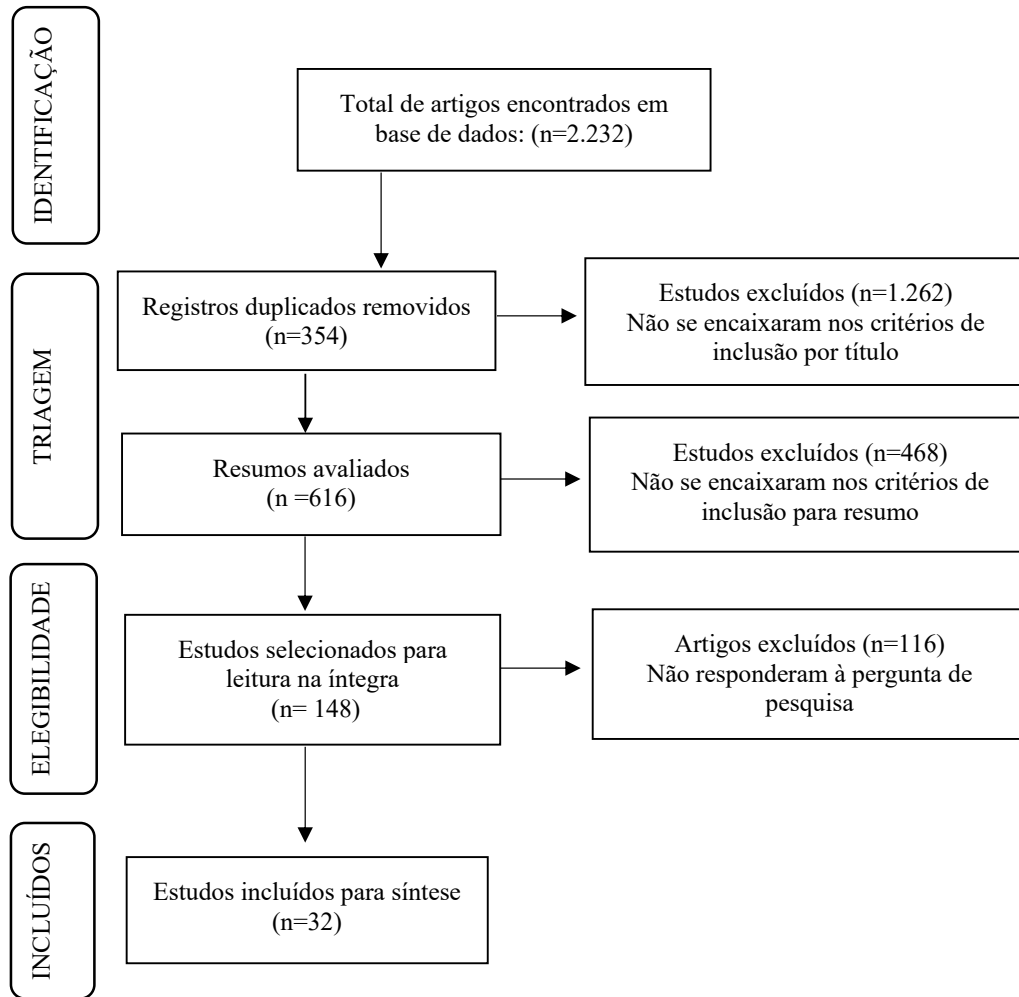 IDENTIFICAÇÃO
Total de artigos encontrados em
base de dados: (n=2.232)
TRIAGEM
Registros duplicados removidos
(n=354)
Estudos excluídos (n=1.262)
Não se encaixaram nos critérios de
inclusão por título
Resumos avaliados
(n =616)
Estudos excluídos (n=468)
Não se encaixaram nos critérios de
inclusão para resumo
ELEGIBILIDADE
Estudos selecionados para
leitura na íntegra
(n= 148)
Artigos excluídos (n=116)
Não responderam à pergunta de
pesquisa
INCLUÍDOS
Estudos incluídos para síntese
(n=32)